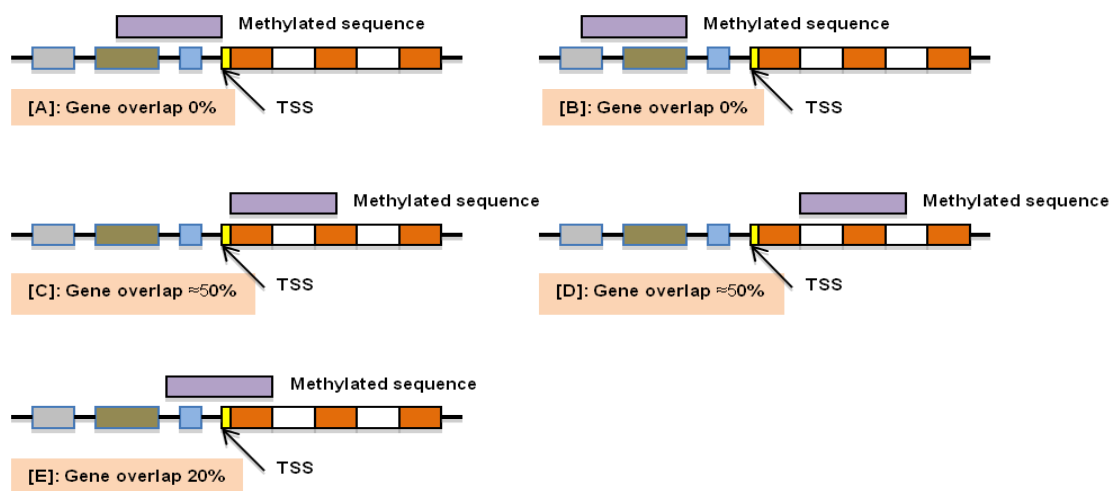 Methylated sequence
TSS
[A]: Gene overlap 0%
Methylated sequence
TSS
[B]: Gene overlap 0%
Methylated sequence
TSS
[C]: Gene overlap ≈50%
Methylated sequence
TSS
[D]: Gene overlap ≈50%
Methylated sequence
TSS
[E]: Gene overlap 20%